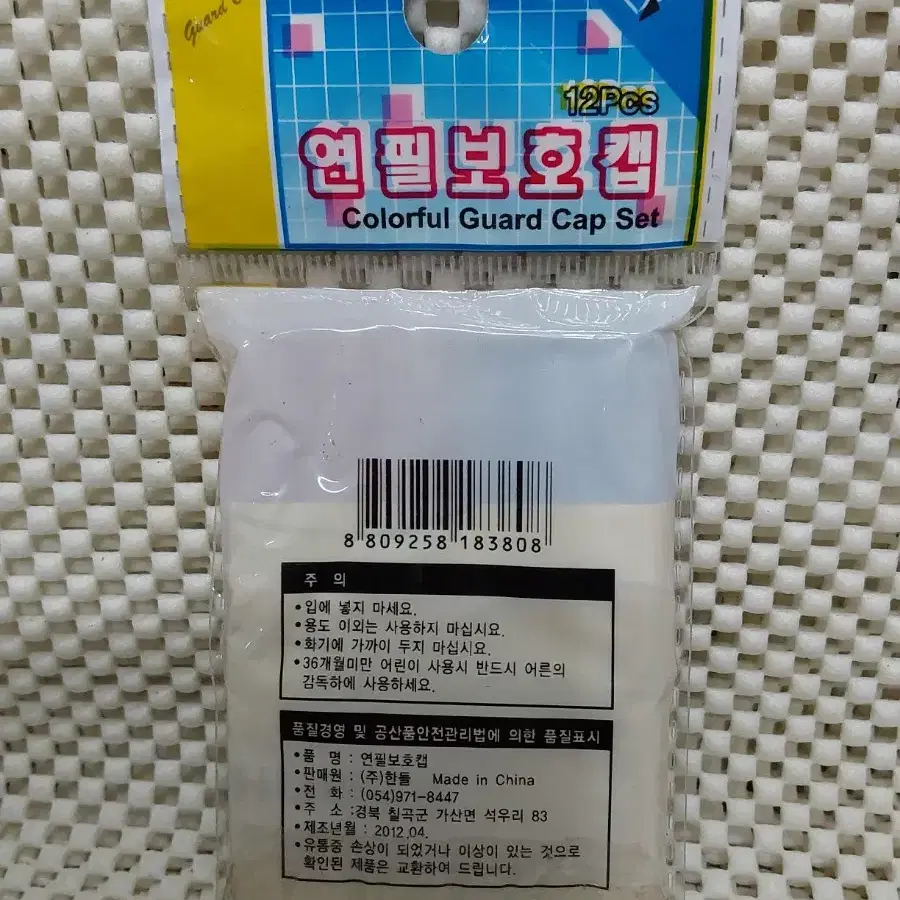 Guard
12Pcs
연필보호캡
Colorful Guard Cap Set
8 809258 183808
주 의
•입에 넣지 마세요.
•용도 이외는 사용하지 마십시요.
•화기에 가까이 두지 마십시요.
•36개월미만 어린이 사용시 반드시 어른의
감독하에 사용하세요.
품질경영 및 공산품안전관리법에 의한 품질표시
•품 명 : 연필보호캡
•판매원 : (주)한돌 Made in China
•전 화 : (054)971-8447
•주 소 :경북 칠곡군 가산면 석우리 83
•제조년월 : 2012.04.
•유통중 손상이 되었거나 이상이 있는 것으로
확인된 제품은 교환하여 드립니다.